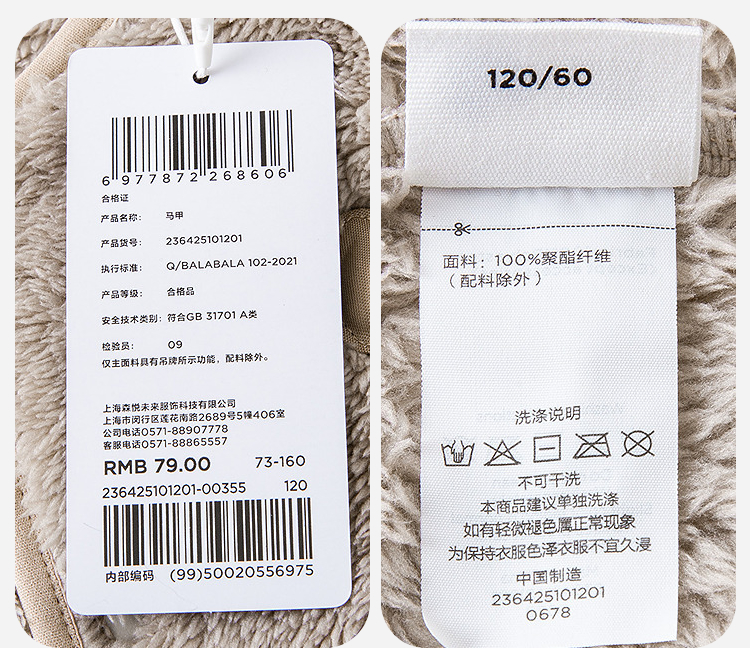 6 977872 268606
合格证
产品名称: 马甲
产品货号: 236425101201
执行标准: Q/BALABALA 102-2021
产品等级: 合格品
安全技术类别: 符合GB 31701 A类
检验员: 09
仅主面料具有吊牌所示功能，配料除外。
上海森悦未来服饰科技有限公司
上海市闵行区莲花南路2689号5幢406室
公司电话0571-88907778
客服电话0571-88865557
RMB 79.00 73-160
236425101201-00355 120
内部编码 (99)50020556975
120/60
面料：100%聚酯纤维
（配料除外）
洗涤说明
不可干洗
本商品建议单独洗涤
如有轻微褪色属正常现象
为保持衣服色泽衣服不宜久浸
中国制造
236425101201
0678